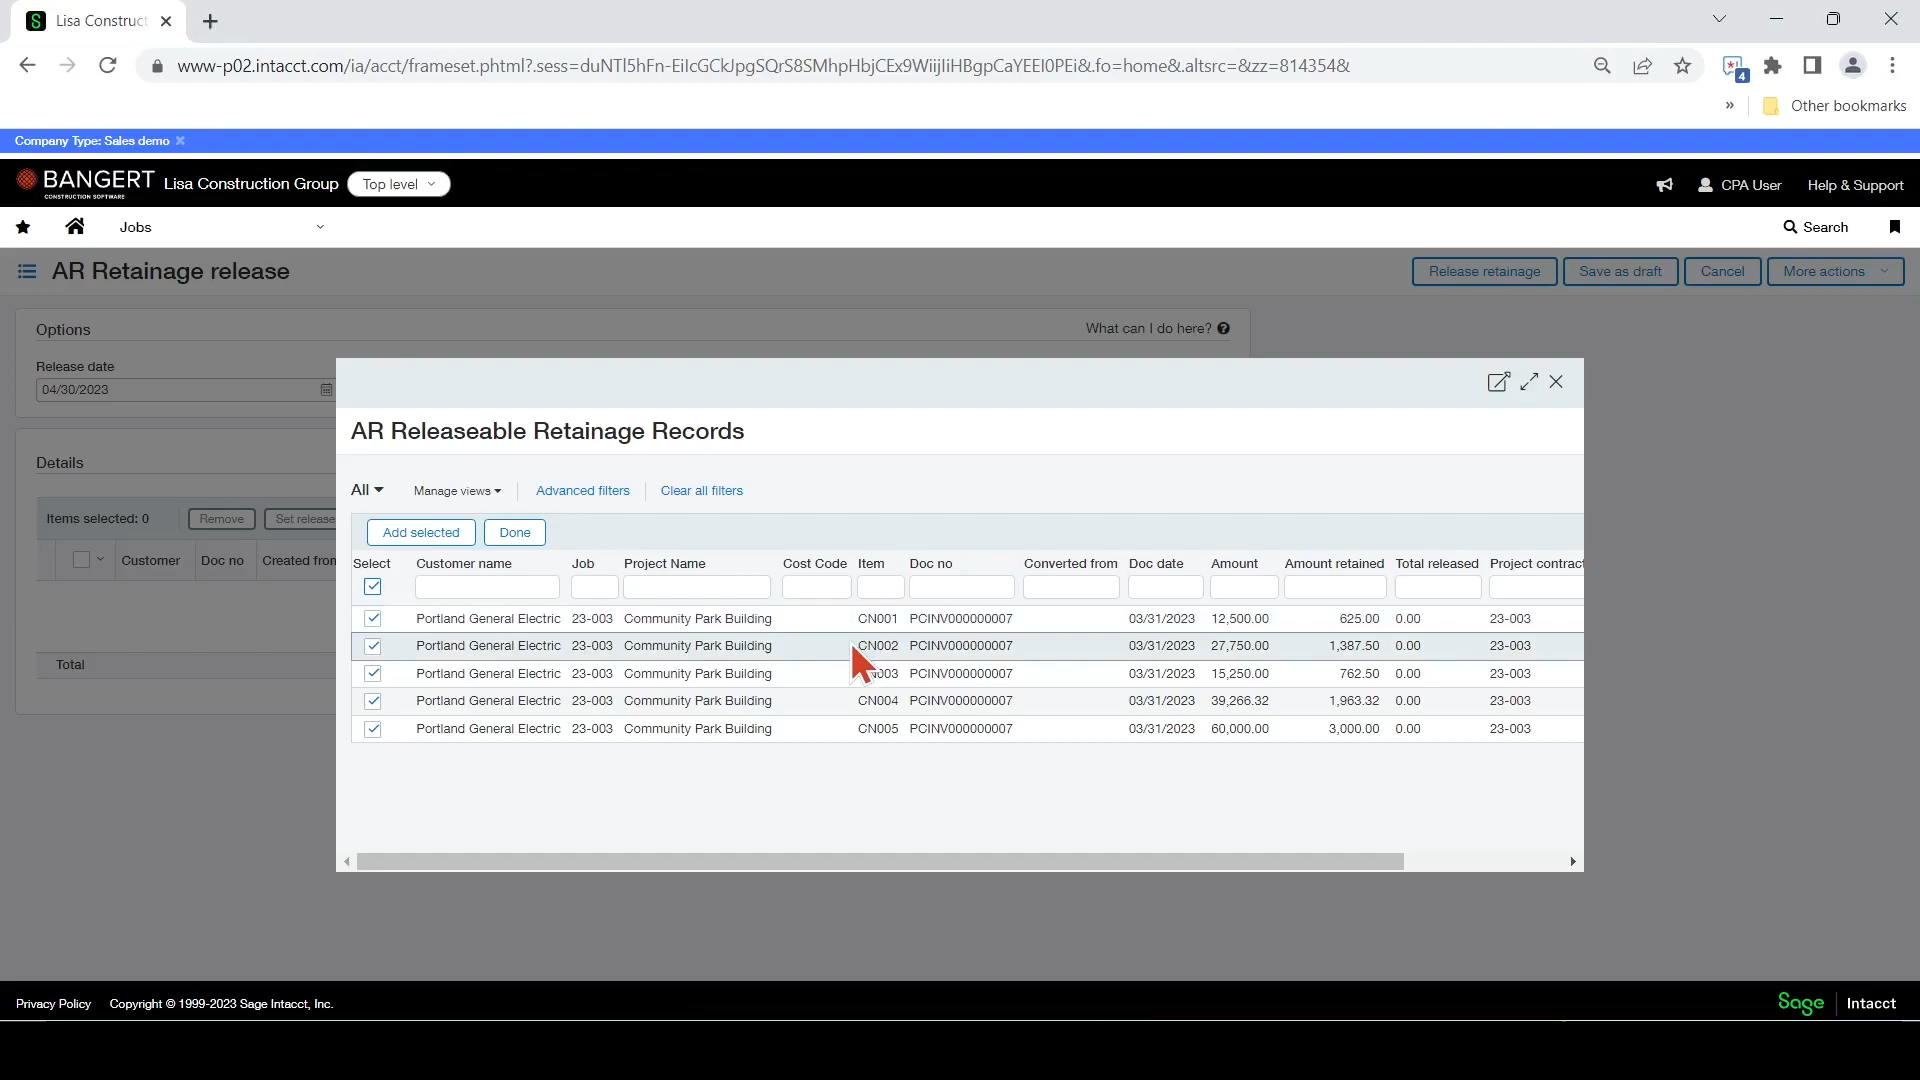 Lisa Construct
www-p02.intacct.com/ia/acct/frameset.phtml?.sess=duNTl5hFn-EilcGCkJpgSQrS8SMhpHbjCEx9WiijIiHBgpCaYEEI0PEi&.fo=home&.altsrc=&zz=814354&
4
» Other bookmarks
Company Type: Sales demo
BANGERT Lisa Construction Group Top level CPA User Help & Support
CONSTRUCTION SOFTWARE
Jobs Search
AR Retainage release Release retainage Save as draft Cancel More actions
Options What can I do here?
Release date
04/30/2023
AR Releaseable Retainage Records
Details
All Manage views Advanced filters Clear all filters
Items selected: 0 Remove Set release
Add selected Done
Customer Doc no Created from
Select Customer name Job Project Name Cost Code Item Doc no Converted from Doc date Amount Amount retained Total released Project contract
Portland General Electric 23-003 Community Park Building CN001 PCINV000000007 03/31/2023 12,500.00 625.00 0.00 23-003
Portland General Electric 23-003 Community Park Building CN002 PCINV000000007 03/31/2023 27,750.00 1,387.50 0.00 23-003
Portland General Electric 23-003 Community Park Building 003 PCINV000000007 03/31/2023 15,250.00 762.50 0.00 23-003
Portland General Electric 23-003 Community Park Building CN004 PCINV000000007 03/31/2023 39,266.32 1,963.32 0.00 23-003
Portland General Electric 23-003 Community Park Building CN005 PCINV000000007 03/31/2023 60,000.00 3,000.00 0.00 23-003
Total
Privacy Policy Copyright © 1999-2023 Sage Intacct, Inc. Sage Intacct